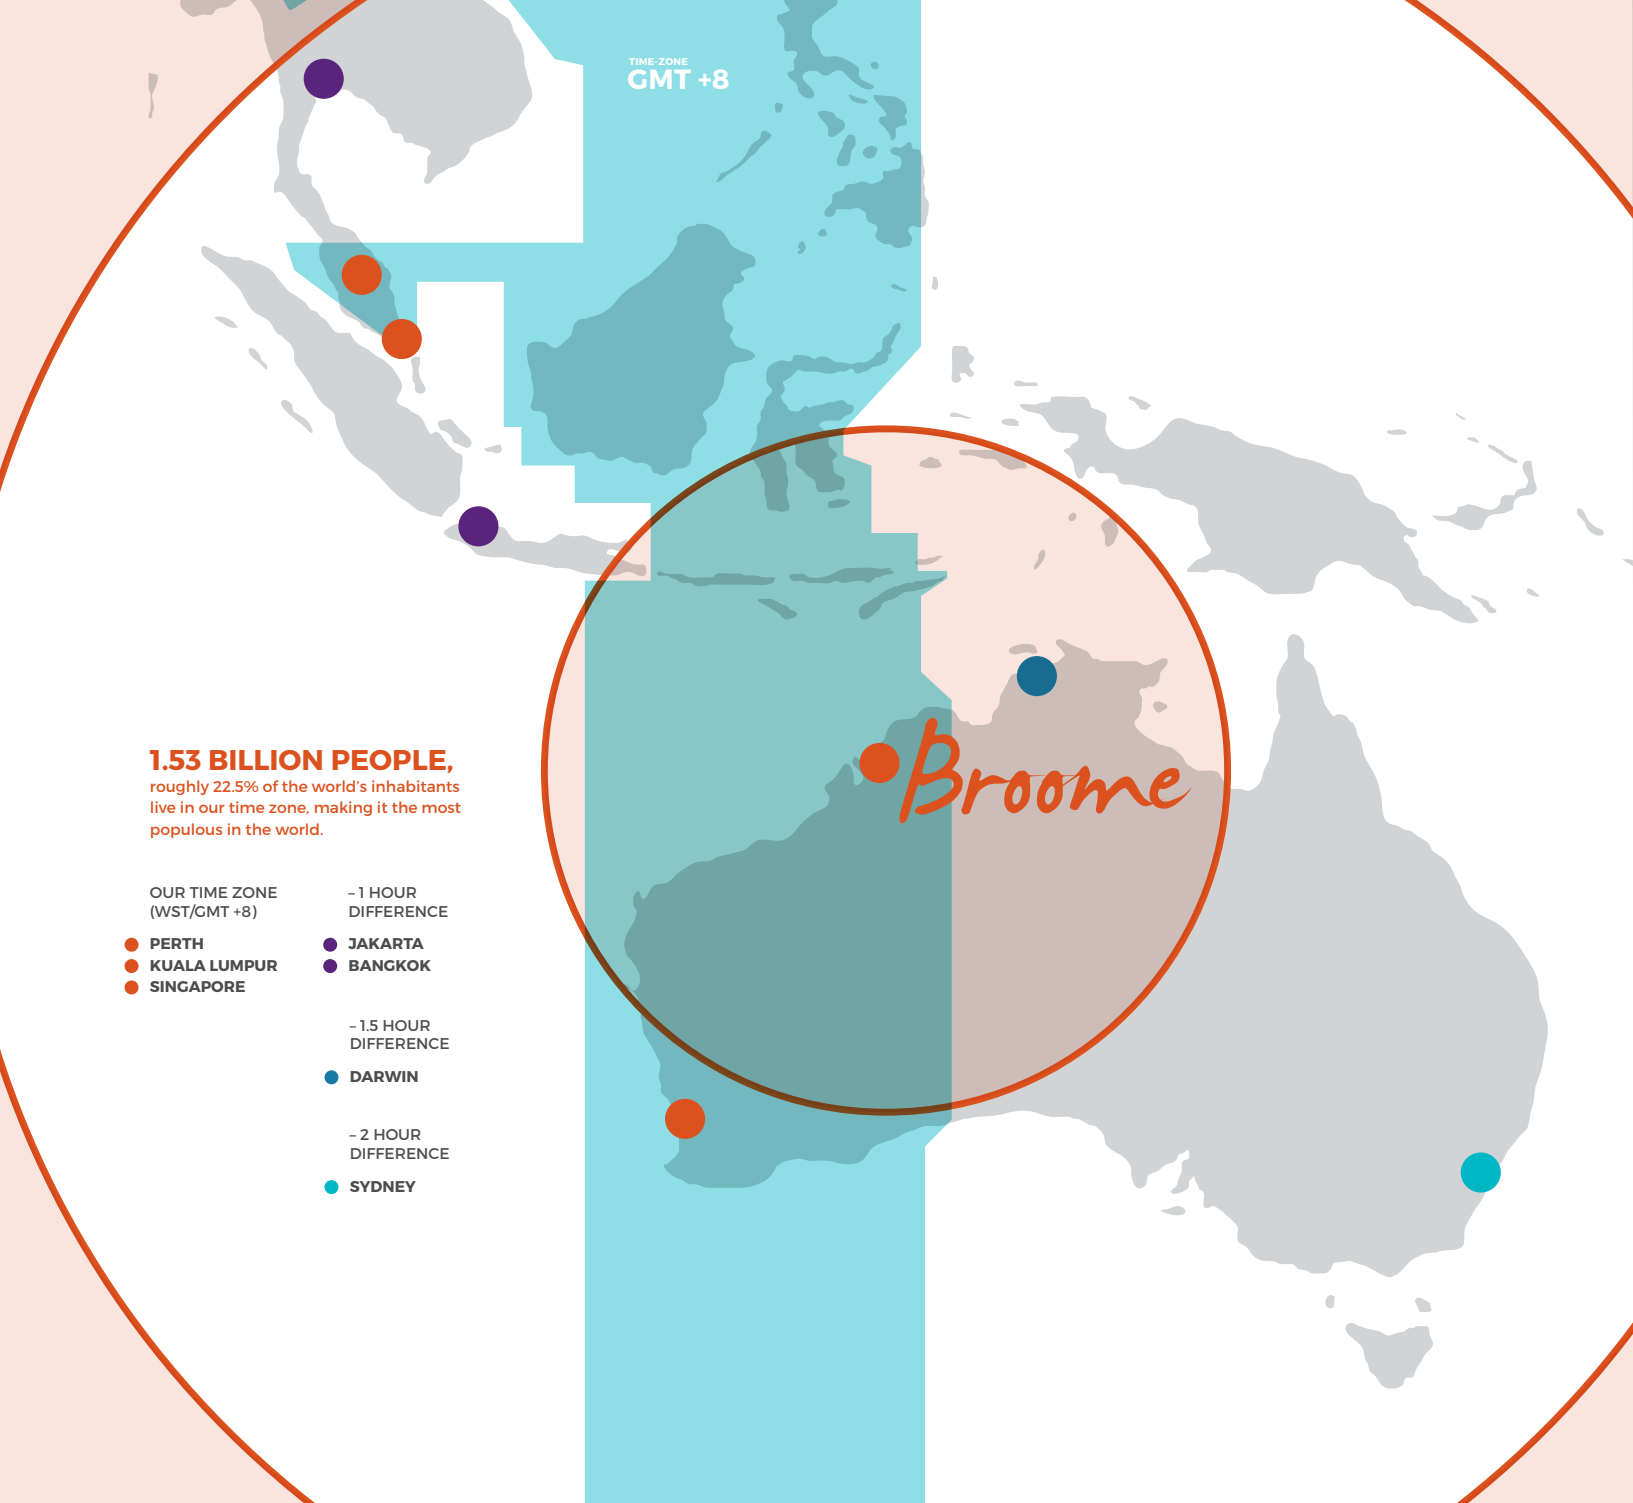 TIME-ZONE
GMT +8
Broome
1.53 BILLION PEOPLE,
roughly 22.5% of the world's inhabitants
live in our time zone, making it the most
populous in the world.
OUR TIME ZONE
(WST/GMT +8)
PERTH
KUALA LUMPUR
SINGAPORE
– 1 HOUR
DIFFERENCE
JAKARTA
BANGKOK
– 1.5 HOUR
DIFFERENCE
DARWIN
– 2 HOUR
DIFFERENCE
SYDNEY